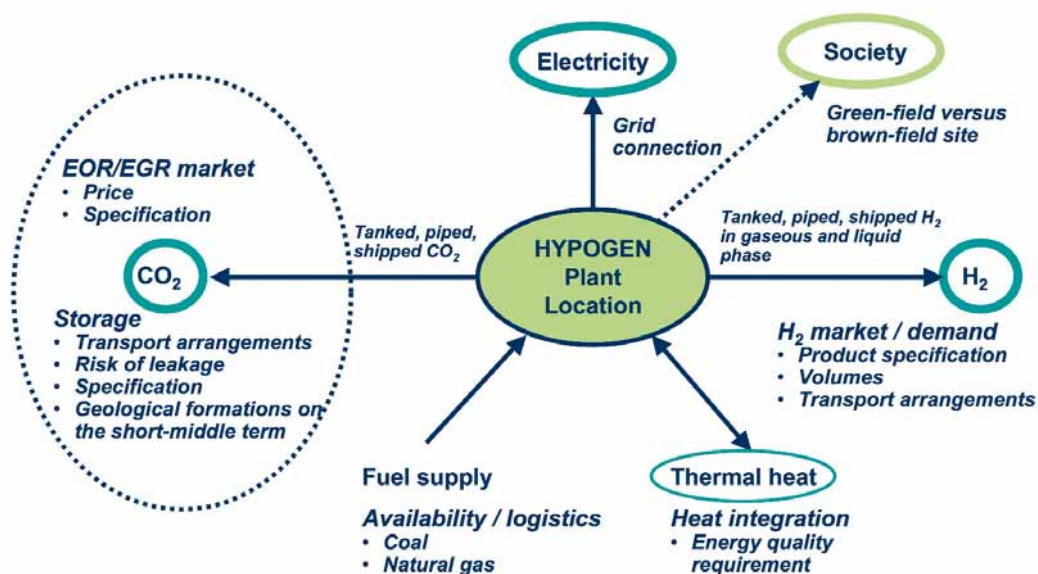 Electricity
Society
Green-field versus
brown-field site
Grid
connection
EOR/EGR market
• Price
• Specification
Tanked, piped,
shipped CO₂
CO₂
HYPOGEN
Plant
Location
Tanked, piped, shipped H₂
in gaseous and liquid
phase
H₂
Storage
• Transport arrangements
• Risk of leakage
• Specification
• Geological formations on
the short-middle term
H₂ market / demand
• Product specification
• Volumes
• Transport arrangements
Fuel supply
Availability / logistics
• Coal
• Natural gas
Thermal heat
Heat integration
• Energy quality
requirement